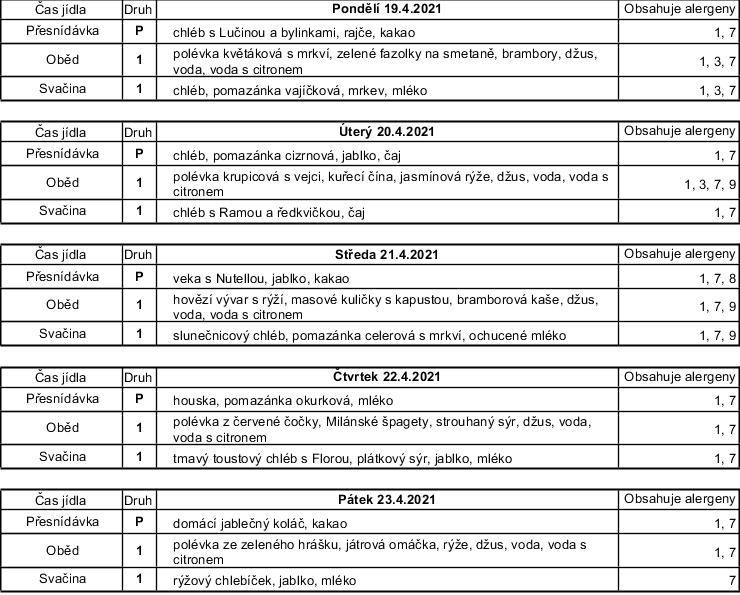 Čas jídla Druh Pondělí 19.4.2021 Obsahuje alergeny
Přesnídávka P chléb s Lučinou a bylinkami, rajče, kakao 1, 7
Oběd 1 polévka květáková s mrkví, zelené fazolky na smetaně, brambory, džus,
voda, voda s citronem 1, 3, 7
Svačina 1 chléb, pomazánka vajíčková, mrkev, mléko 1, 3, 7
Čas jídla Druh Úterý 20.4.2021 Obsahuje alergeny
Přesnídávka P chléb, pomazánka cizrnová, jablko, čaj 1, 7
Oběd 1 polévka krupicová s vejci, kuřecí čína, jasmínová rýže, džus, voda, voda s
citronem 1, 3, 7, 9
Svačina 1 chléb s Ramou a ředkvičkou, čaj 1, 7
Čas jídla Druh Středa 21.4.2021 Obsahuje alergeny
Přesnídávka P veka s Nutellou, jablko, kakao 1, 7, 8
Oběd 1 hovězí vývar s rýží, masové kuličky s kapustou, bramborová kaše, džus,
voda, voda s citronem 1, 7, 9
Svačina 1 slunečnicový chléb, pomazánka celerová s mrkví, ochucené mléko 1, 7, 9
Čas jídla Druh Čtvrtek 22.4.2021 Obsahuje alergeny
Přesnídávka P houska, pomazánka okurková, mléko 1, 7
Oběd 1 polévka z červené čočky, Milánské špagety, strouhaný sýr, džus, voda,
voda s citronem 1, 7
Svačina 1 tmavý toustový chléb s Florou, plátkový sýr, jablko, mléko 1, 7
Čas jídla Druh Pátek 23.4.2021 Obsahuje alergeny
Přesnídávka P domácí jablečný koláč, kakao 1, 7
Oběd 1 polévka ze zeleného hrášku, játrová omáčka, rýže, džus, voda, voda s
citronem 1, 7
Svačina 1 rýžový chlebíček, jablko, mléko 7